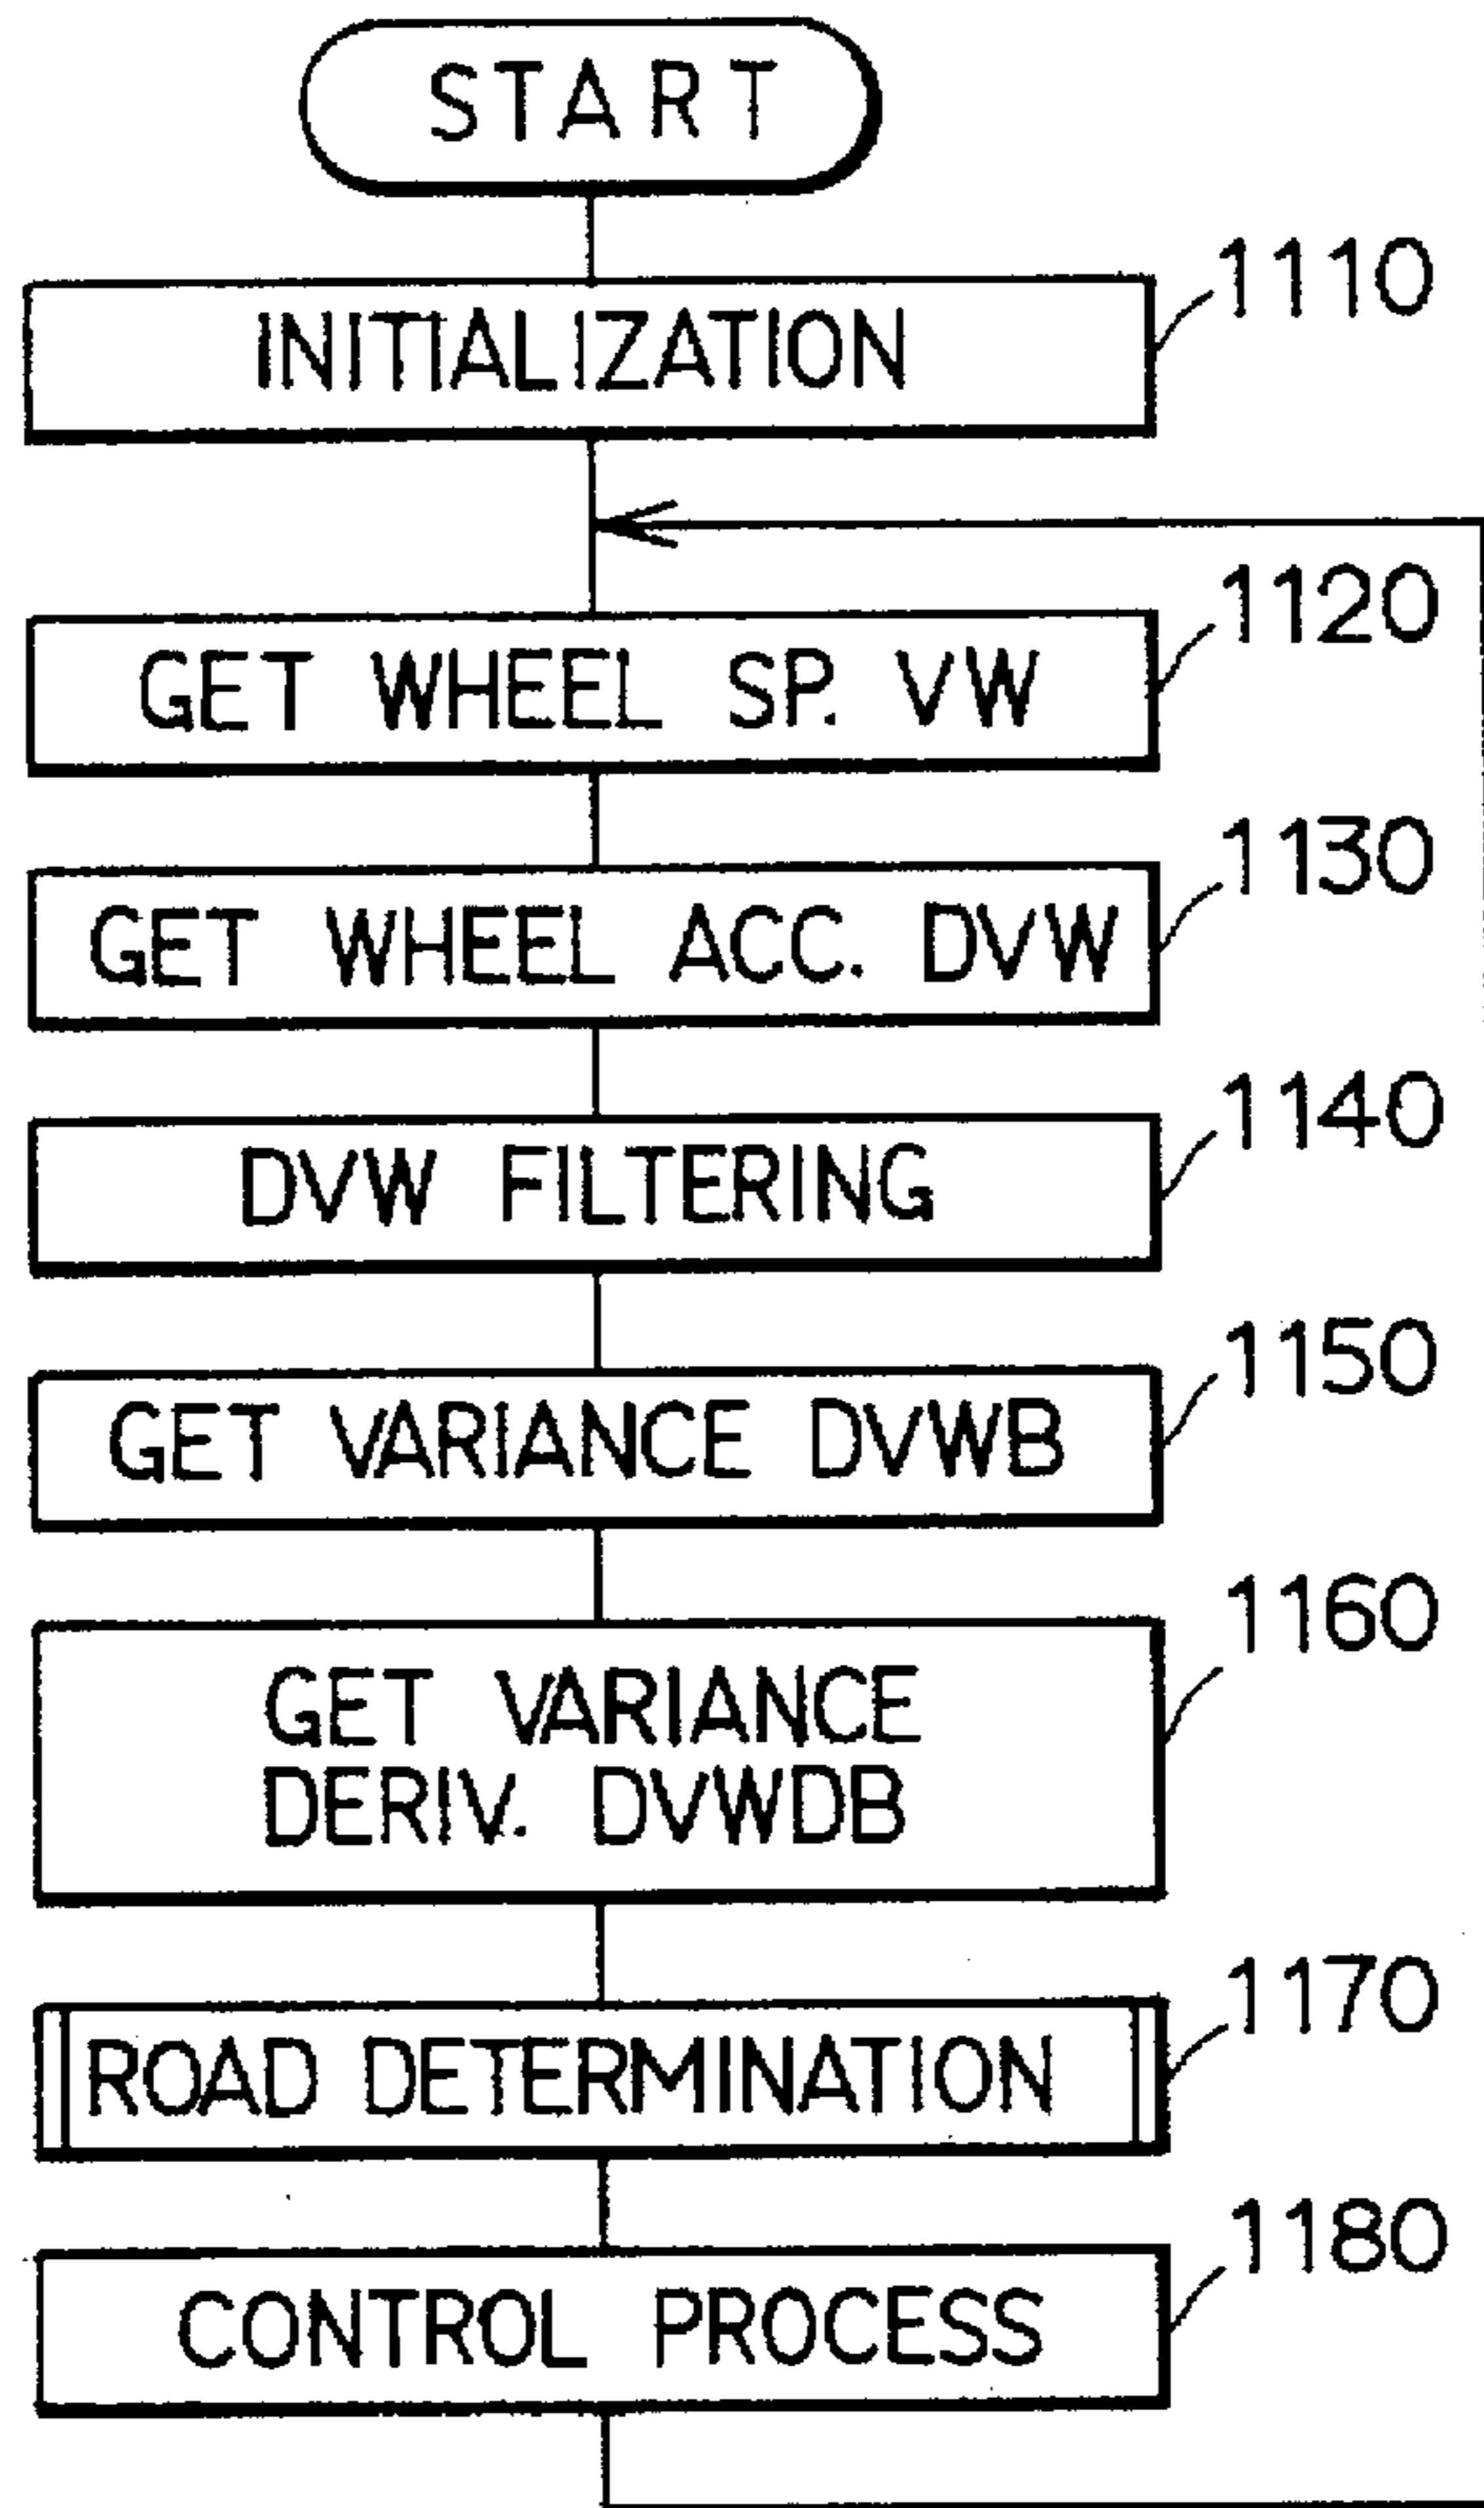 START
1110
INITIALIZATION
1120
GET WHEEL SP. VW
1130
GET WHEEL ACC. DVW
1140
DVW FILTERING
1150
GET VARIANCE DVWB
1160
GET VARIANCE
DERIV. DVWDB
1170
ROAD DETERMINATION
1180
CONTROL PROCESS